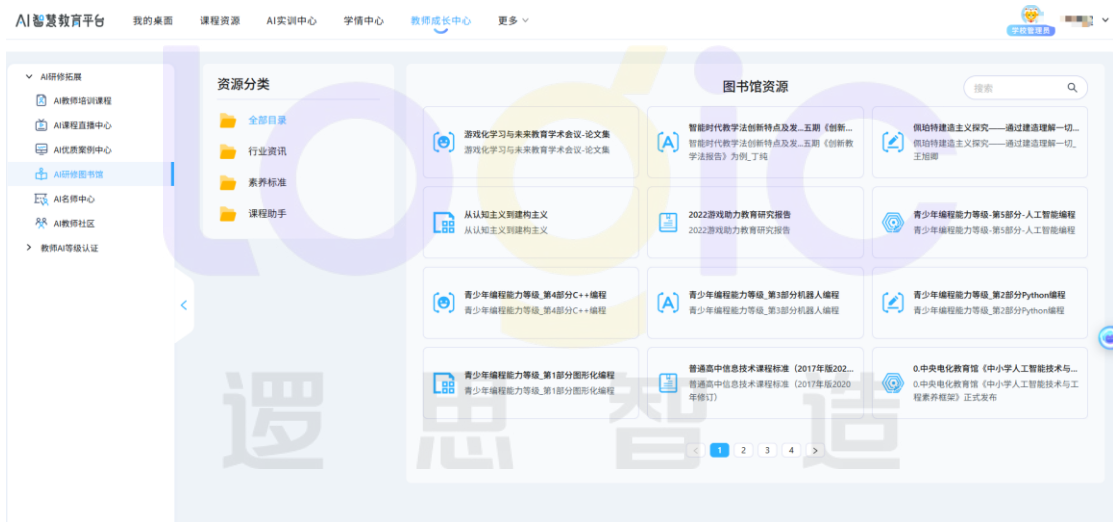 AI智慧教育平台
我的桌面
课程资源
AI实训中心
学情中心
教师成长中心
更多
学校管理员
AI研修拓展
AI教师培训课程
AI课程直播中心
AI优质案例中心
AI研修图书馆
AI名师中心
AI教师社区
教师AI等级认证
资源分类
全部目录
行业资讯
素养标准
课程助手
图书馆资源
搜索
游戏化学习与未来教育学术会议-论文集
游戏化学习与未来教育学术会议-论文集
智能时代教学法创新特点及发...五期《创新...
智能时代教学法创新特点及发...五期《创新教
学法报告》为例_丁纯
佩珀特建造主义探究——通过建造理解一切...
佩珀特建造主义探究——通过建造理解一切_
王旭卿
从认知主义到建构主义
从认知主义到建构主义
2022游戏助力教育研究报告
2022游戏助力教育研究报告
青少年编程能力等级-第5部分-人工智能编程
青少年编程能力等级-第5部分-人工智能编程
青少年编程能力等级_第4部分C++编程
青少年编程能力等级_第4部分C++编程
青少年编程能力等级_第3部分机器人编程
青少年编程能力等级_第3部分机器人编程
青少年编程能力等级_第2部分Python编程
青少年编程能力等级_第2部分Python编程
青少年编程能力等级_第1部分图形化编程
青少年编程能力等级_第1部分图形化编程
普通高中信息技术课程标准（2017年版202...
普通高中信息技术课程标准（2017年版2020
年修订）
0.中央电化教育馆《中小学人工智能技术与...
0.中央电化教育馆《中小学人工智能技术与工
程素养框架》正式发布
1 2 3 4
logic
逻思智造